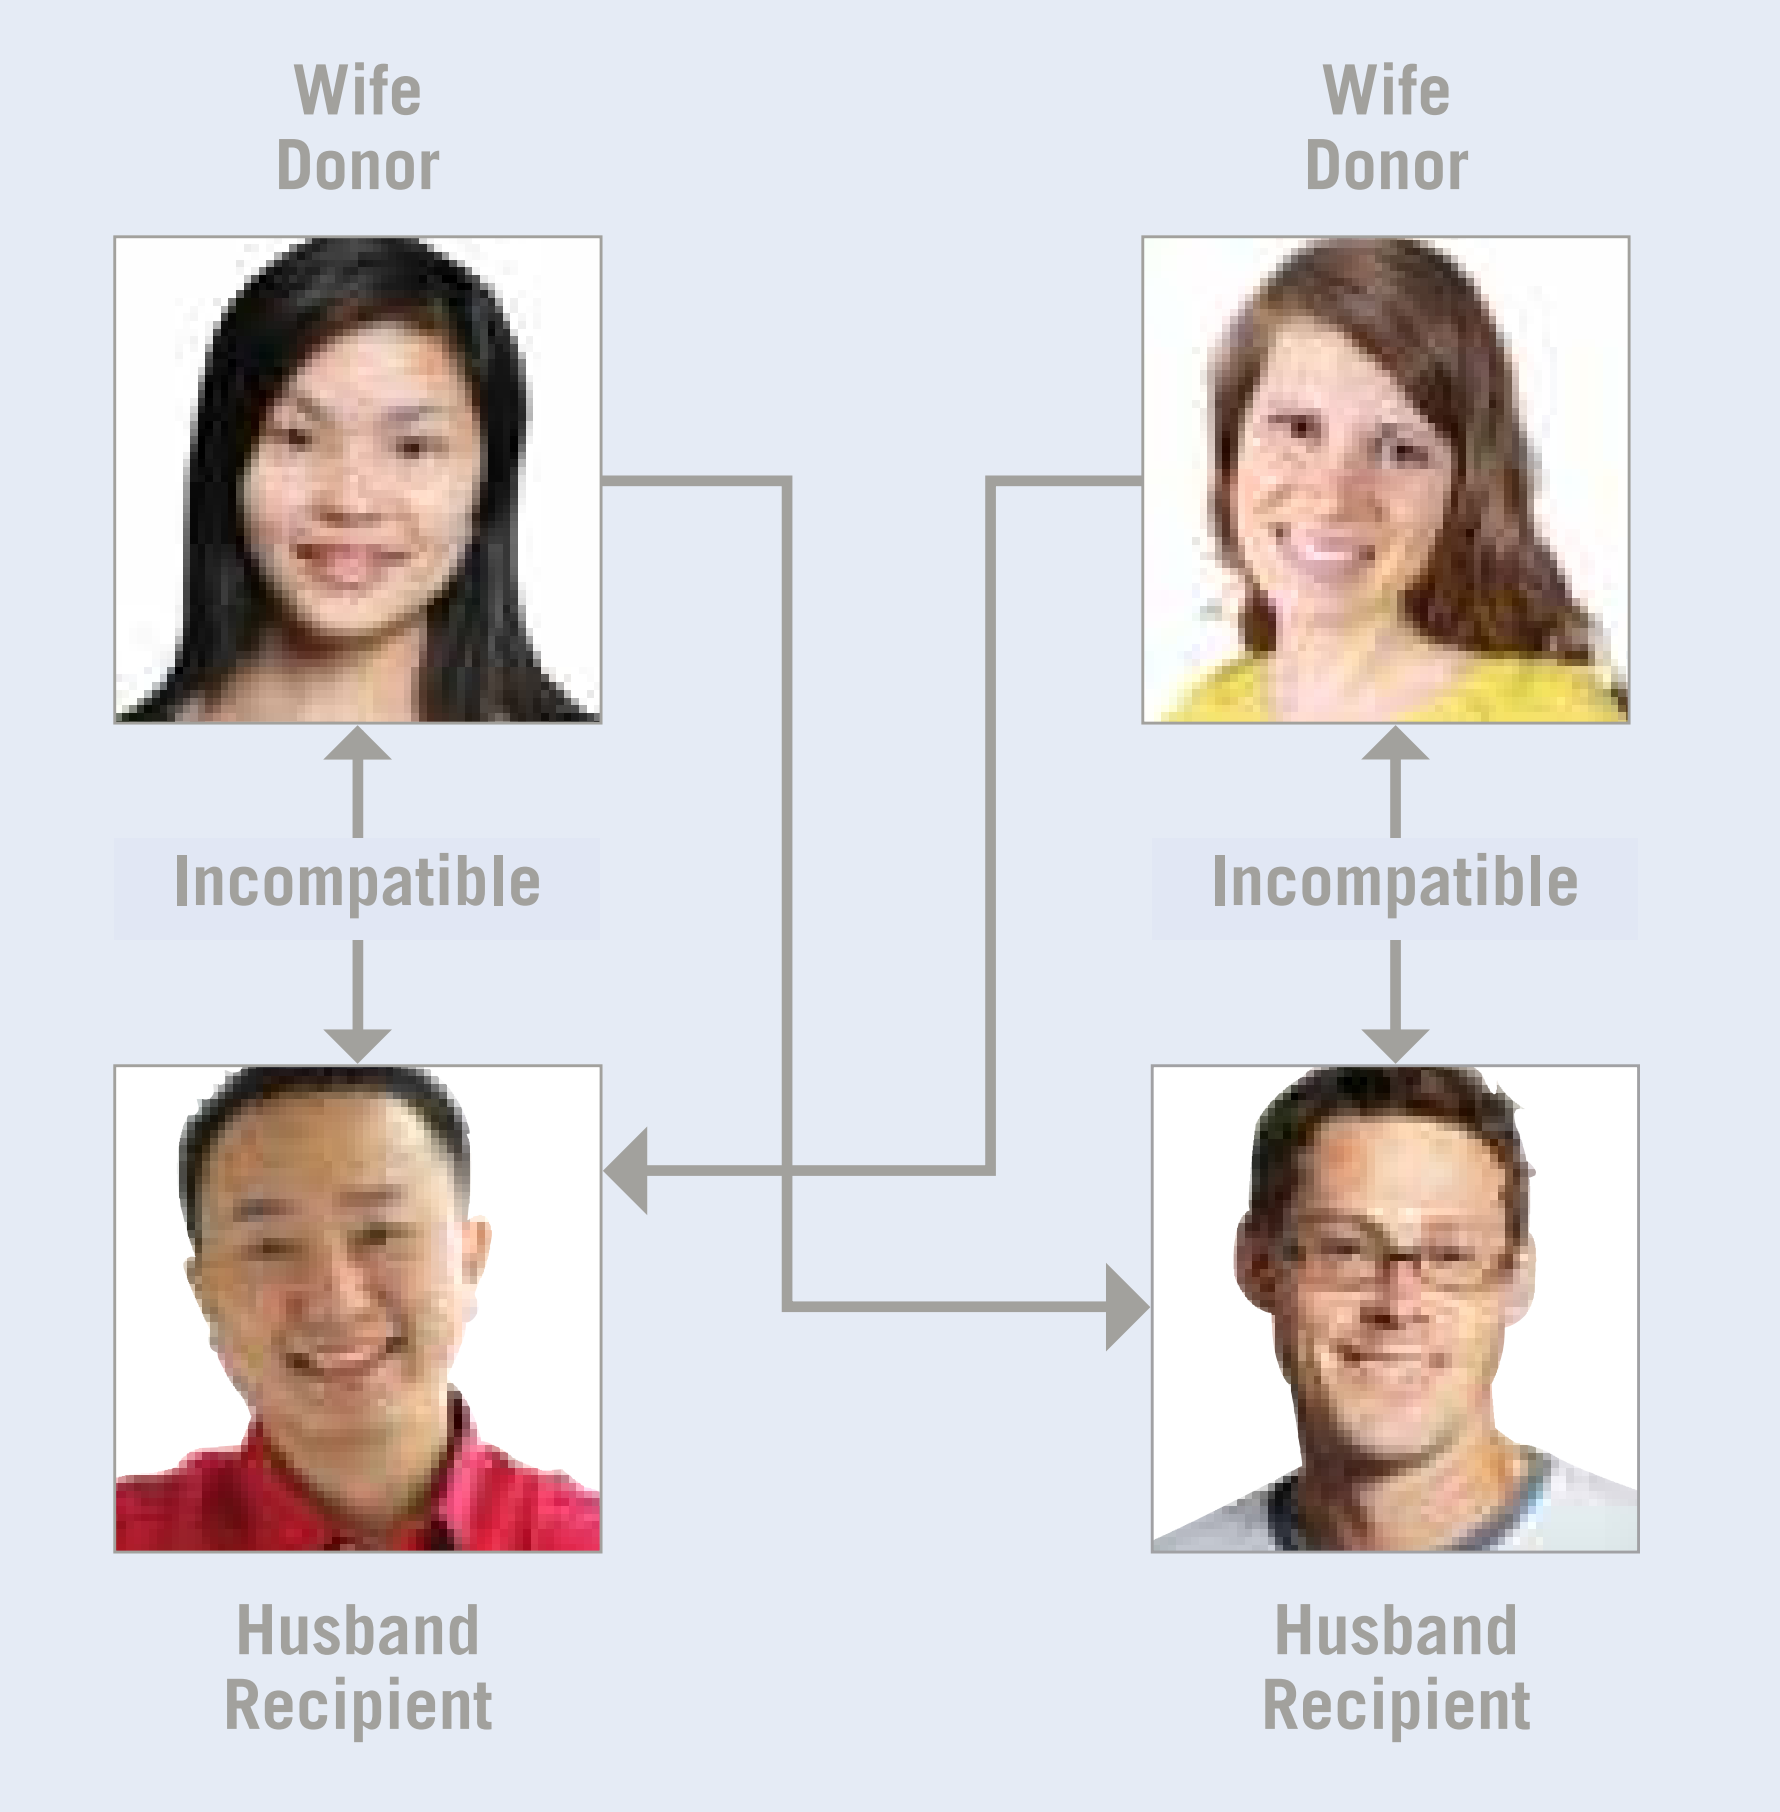 Wife
Donor
Wife
Donor
Incompatible
Incompatible
Husband
Recipient
Husband
Recipient